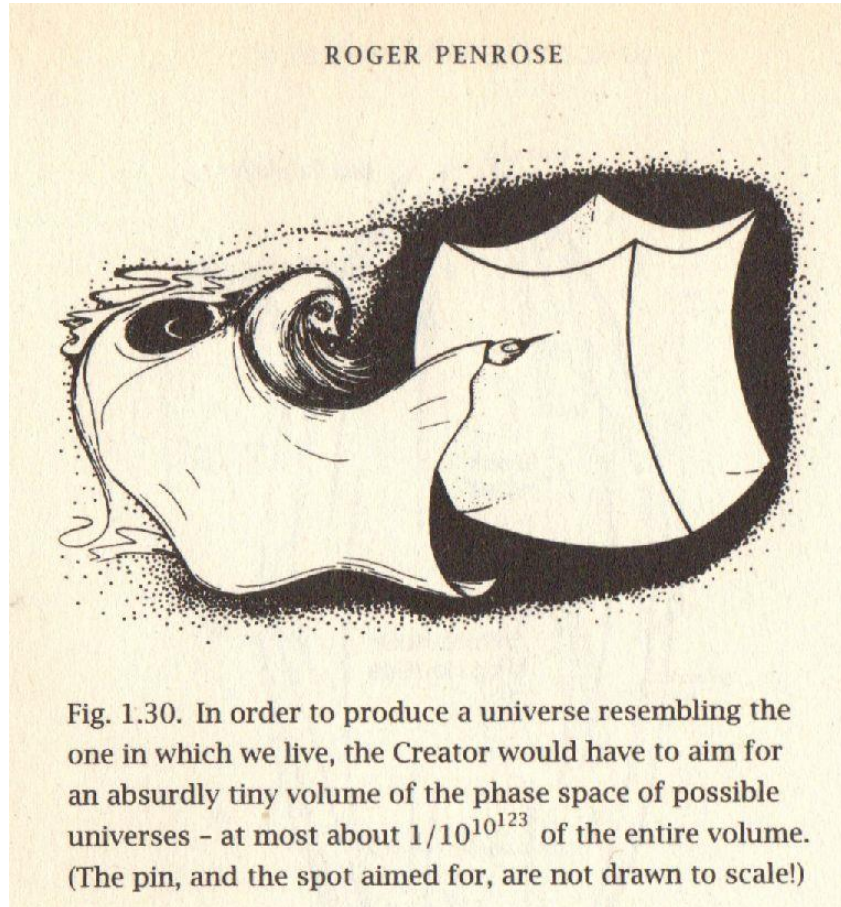 ROGER PENROSE
Fig. 1.30. In order to produce a universe resembling the
one in which we live, the Creator would have to aim for
an absurdly tiny volume of the phase space of possible
universes – at most about 1/10^10^123 of the entire volume.
(The pin, and the spot aimed for, are not drawn to scale!)